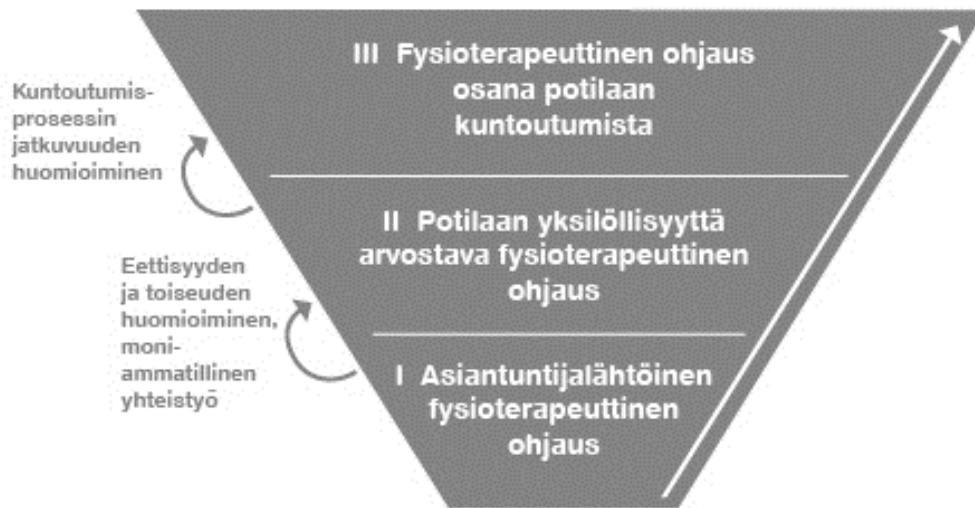 III Fysioterapeuttinen ohjaus
osana potilaan
kuntoutumista
Kuntoutumis-
prosessin
jatkuvuuden
huomioiminen
II Potilaan yksilöllisyyttä
arvostava fysioterapeuttinen
ohjaus
Eettisyyden
ja toiseuden
huomioiminen,
moni-
ammatillinen
yhteistyö
I Asiantuntijalähtöinen
fysioterapeuttinen
ohjaus